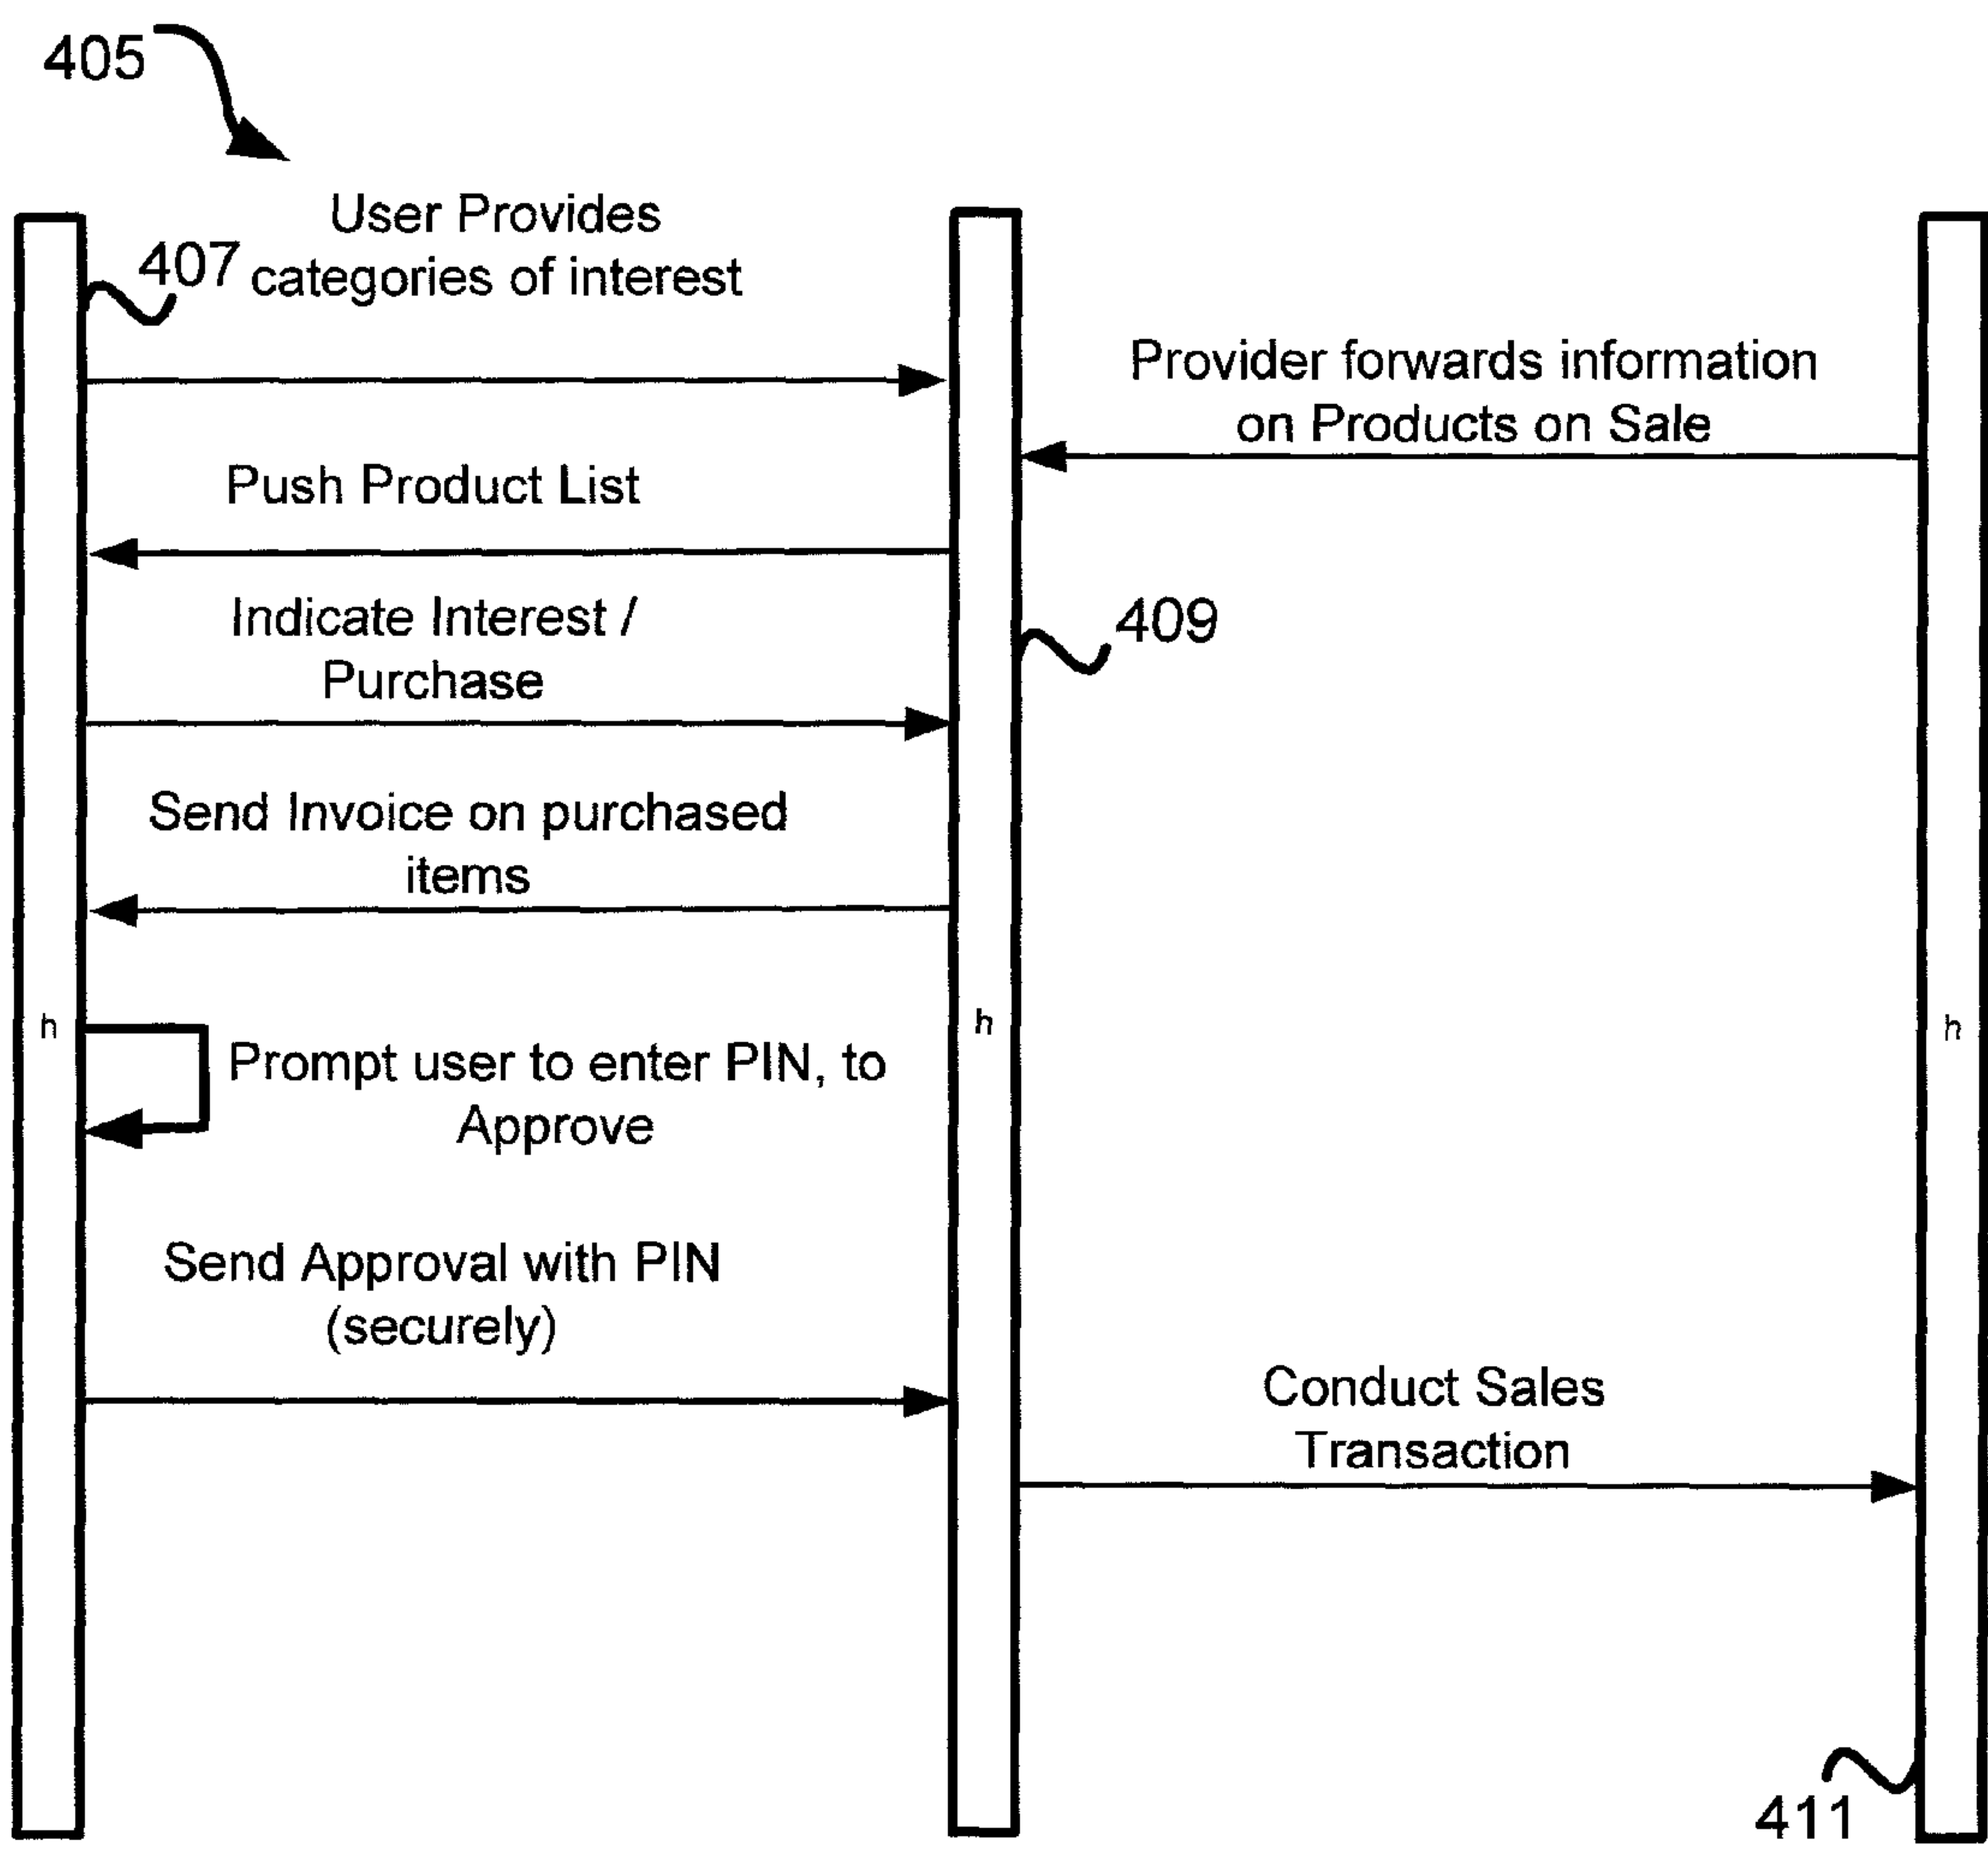 405
User Provides
categories of interest
407
Provider forwards information
on Products on Sale
Push Product List
Indicate Interest /
Purchase
409
Send Invoice on purchased
items
h
h
h
Prompt user to enter PIN, to
Approve
Send Approval with PIN
(securely)
Conduct Sales
Transaction
411